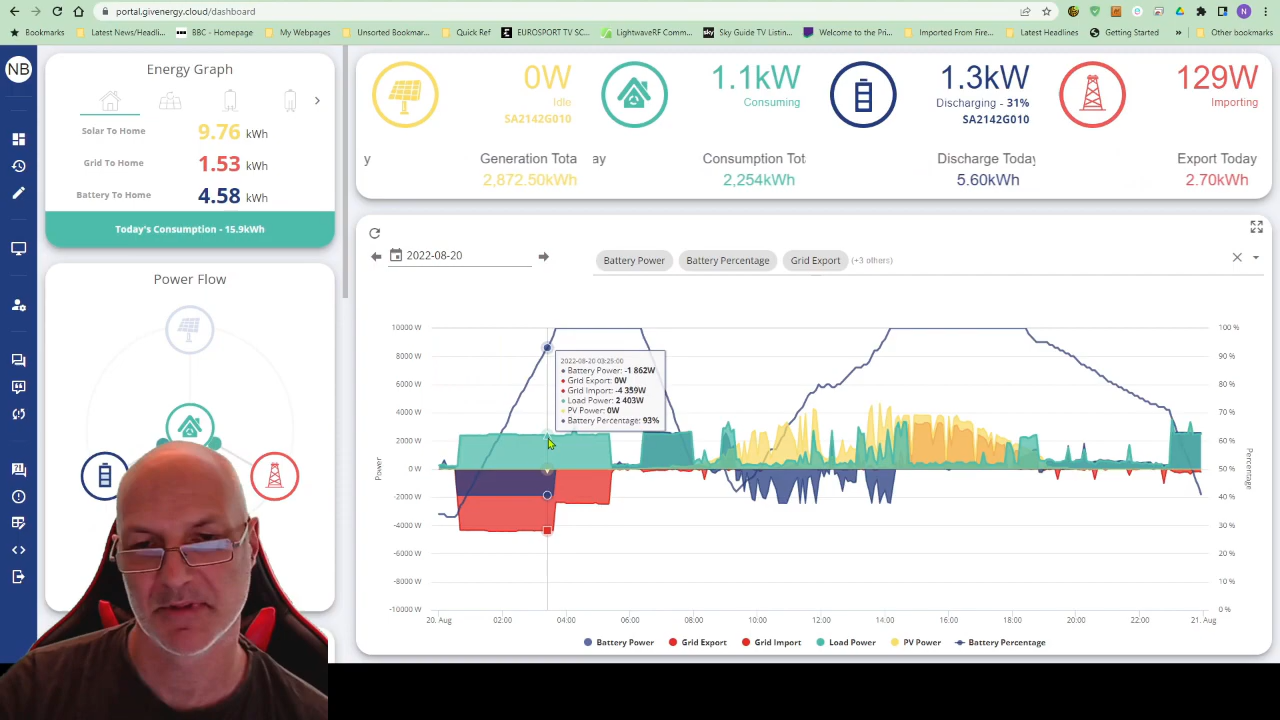 portal.givenergy.cloud/dashboard
N
Bookmarks
Latest News/Headli...
BBC - Homepage
My Webpages
Unsorted Bookmar...
Quick Ref
EUROSPORT TV SC...
LightwaveRF Comm...
sky
Sky Guide TV Listin...
Welcome to the Pri...
Imported From Fire...
Latest Headlines
Getting Started
»
Other bookmarks
NB
Energy Graph
Solar To Home 9.76 kWh
Grid To Home 1.53 kWh
Battery To Home 4.58 kWh
Today's Consumption - 15.9kWh
Power Flow
0W
Idle
SA2142G010
1.1kW
Consuming
1.3kW
Discharging - 31%
SA2142G010
129W
Importing
y
Generation Tota
2,872.50kWh
ay
Consumption Tot
2,254kWh
Discharge Today
5.60kWh
Export Today
2.70kWh
2022-08-20
Battery Power
Battery Percentage
Grid Export
(+3 others)
10000 W
8000 W
6000 W
4000 W
2000 W
0 W
-2000 W
-4000 W
-6000 W
-8000 W
-10000 W
Power
100 %
90 %
80 %
70 %
60 %
50 %
40 %
30 %
20 %
10 %
0 %
Percentage
2022-08-20 03:25:00
Battery Power: -1 862W
Grid Export: 0W
Grid Import: -4 359W
Load Power: 2 403W
PV Power: 0W
Battery Percentage: 93%
20. Aug
02:00
04:00
06:00
08:00
10:00
12:00
14:00
16:00
18:00
20:00
22:00
21. Aug
Battery Power
Grid Export
Grid Import
Load Power
PV Power
Battery Percentage